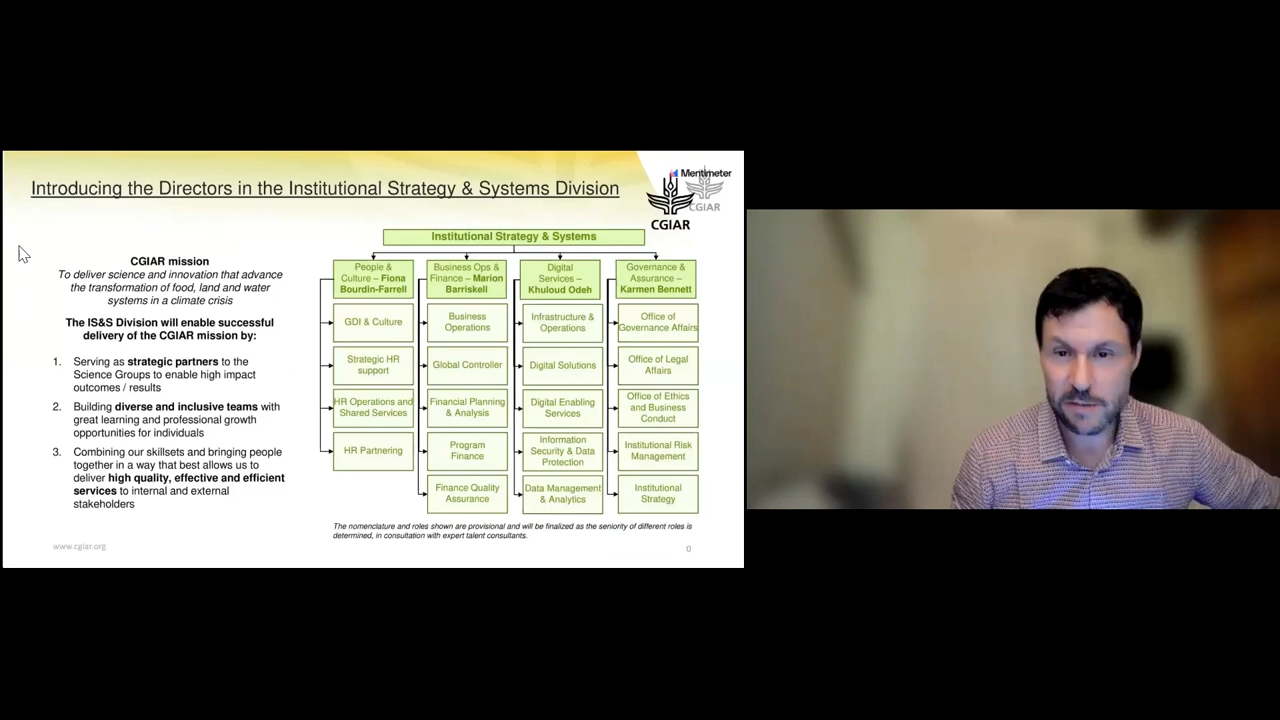 Introducing the Directors in the Institutional Strategy & Systems Division
Mentimeter
CGIAR
CGIAR
CGIAR mission
To deliver science and innovation that advance
the transformation of food, land and water
systems in a climate crisis
The IS&S Division will enable successful
delivery of the CGIAR mission by:
1. Serving as strategic partners to the
Science Groups to enable high impact
outcomes / results
2. Building diverse and inclusive teams with
great learning and professional growth
opportunities for individuals
3. Combining our skillsets and bringing people
together in a way that best allows us to
deliver high quality, effective and efficient
services to internal and external
stakeholders
Institutional Strategy & Systems
People &
Culture – Fiona
Bourdin-Farrell
GDI & Culture
Strategic HR
support
HR Operations and
Shared Services
HR Partnering
Business Ops &
Finance – Marion
Barriskell
Business
Operations
Global Controller
Financial Planning
& Analysis
Program
Finance
Finance Quality
Assurance
Digital
Services –
Khuloud Odeh
Infrastructure &
Operations
Digital Solutions
Digital Enabling
Services
Information
Security & Data
Protection
Data Management
& Analytics
Governance &
Assurance –
Karmen Bennett
Office of
Governance Affairs
Office of Legal
Affairs
Office of Ethics
and Business
Conduct
Institutional Risk
Management
Institutional
Strategy
The nomenclature and roles shown are provisional and will be finalized as the seniority of different roles is
determined, in consultation with expert talent consultants.
www.cgiar.org